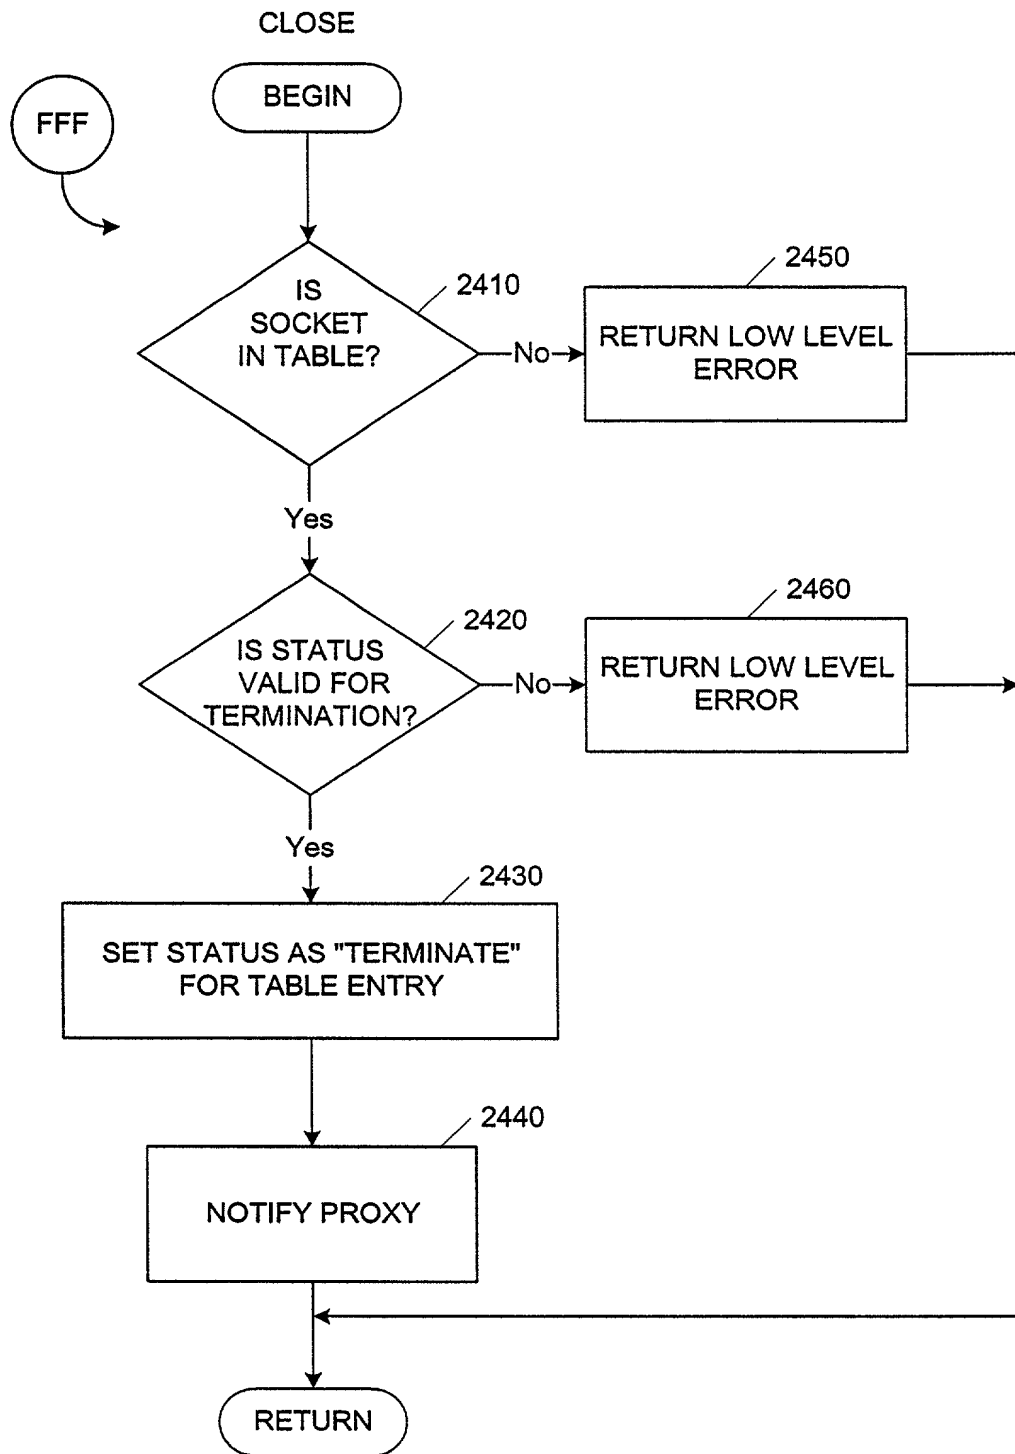 CLOSE
BEGIN
FFF
2410
IS
SOCKET
IN TABLE?
No
2450
RETURN LOW LEVEL
ERROR
Yes
2420
IS STATUS
VALID FOR
TERMINATION?
No
2460
RETURN LOW LEVEL
ERROR
Yes
2430
SET STATUS AS "TERMINATE"
FOR TABLE ENTRY
2440
NOTIFY PROXY
RETURN